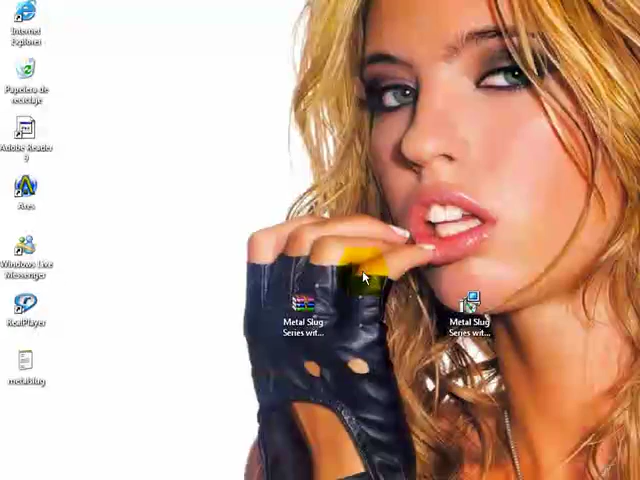 Internet
Explorer
Papelera de
reciclaje
Adobe Reader
9
Ares
Windows Live
Messenger
RealPlayer
metalslug
Metal Slug
Series wit...
Metal Slug
Series wit...